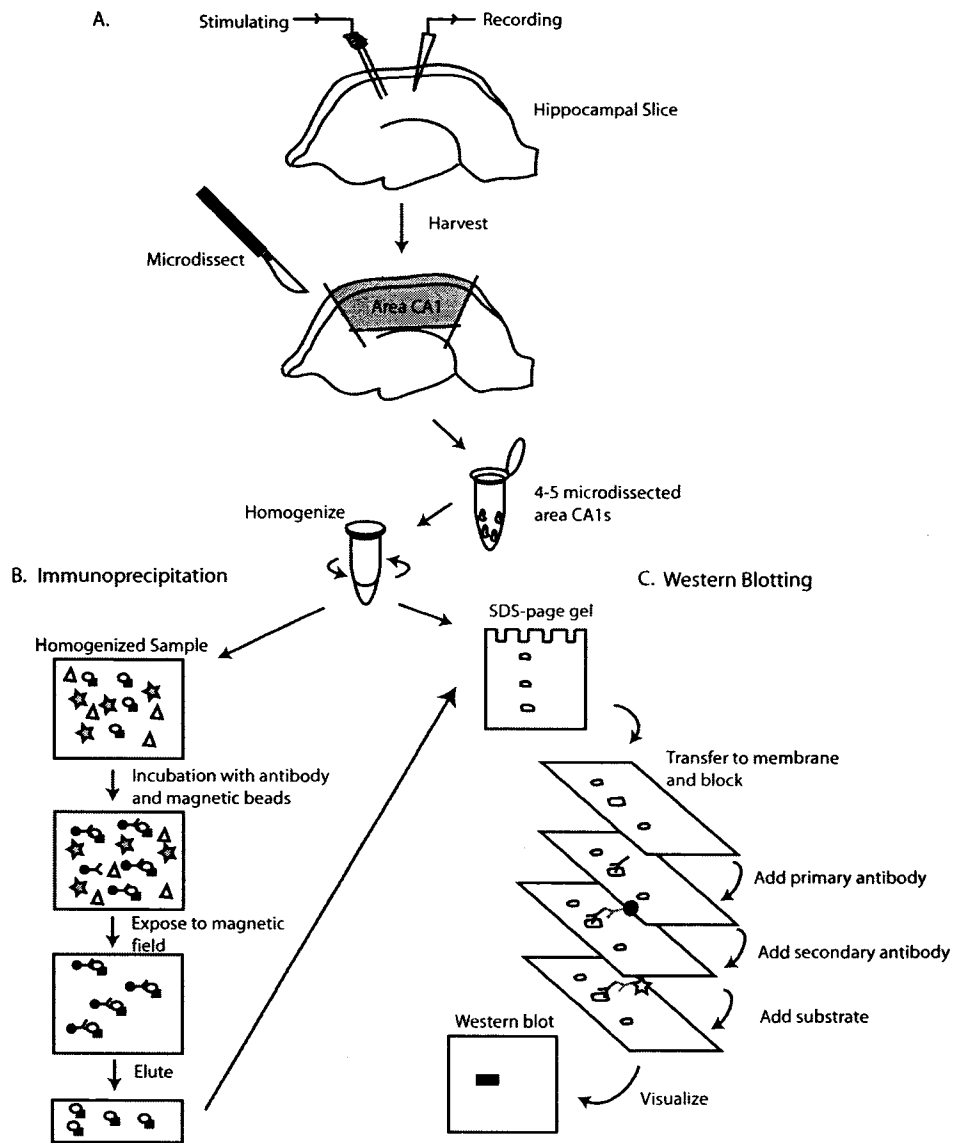 A.
Stimulating
Recording
Hippocampal Slice
Harvest
Microdissect
Area CA1
4-5 microdissected
area CA1s
Homogenize
B. Immunoprecipitation
C. Western Blotting
SDS-page gel
Homogenized Sample
Incubation with antibody
and magnetic beads
Transfer to membrane
and block
Add primary antibody
Expose to magnetic
field
Add secondary antibody
Add substrate
Western blot
Elute
Visualize